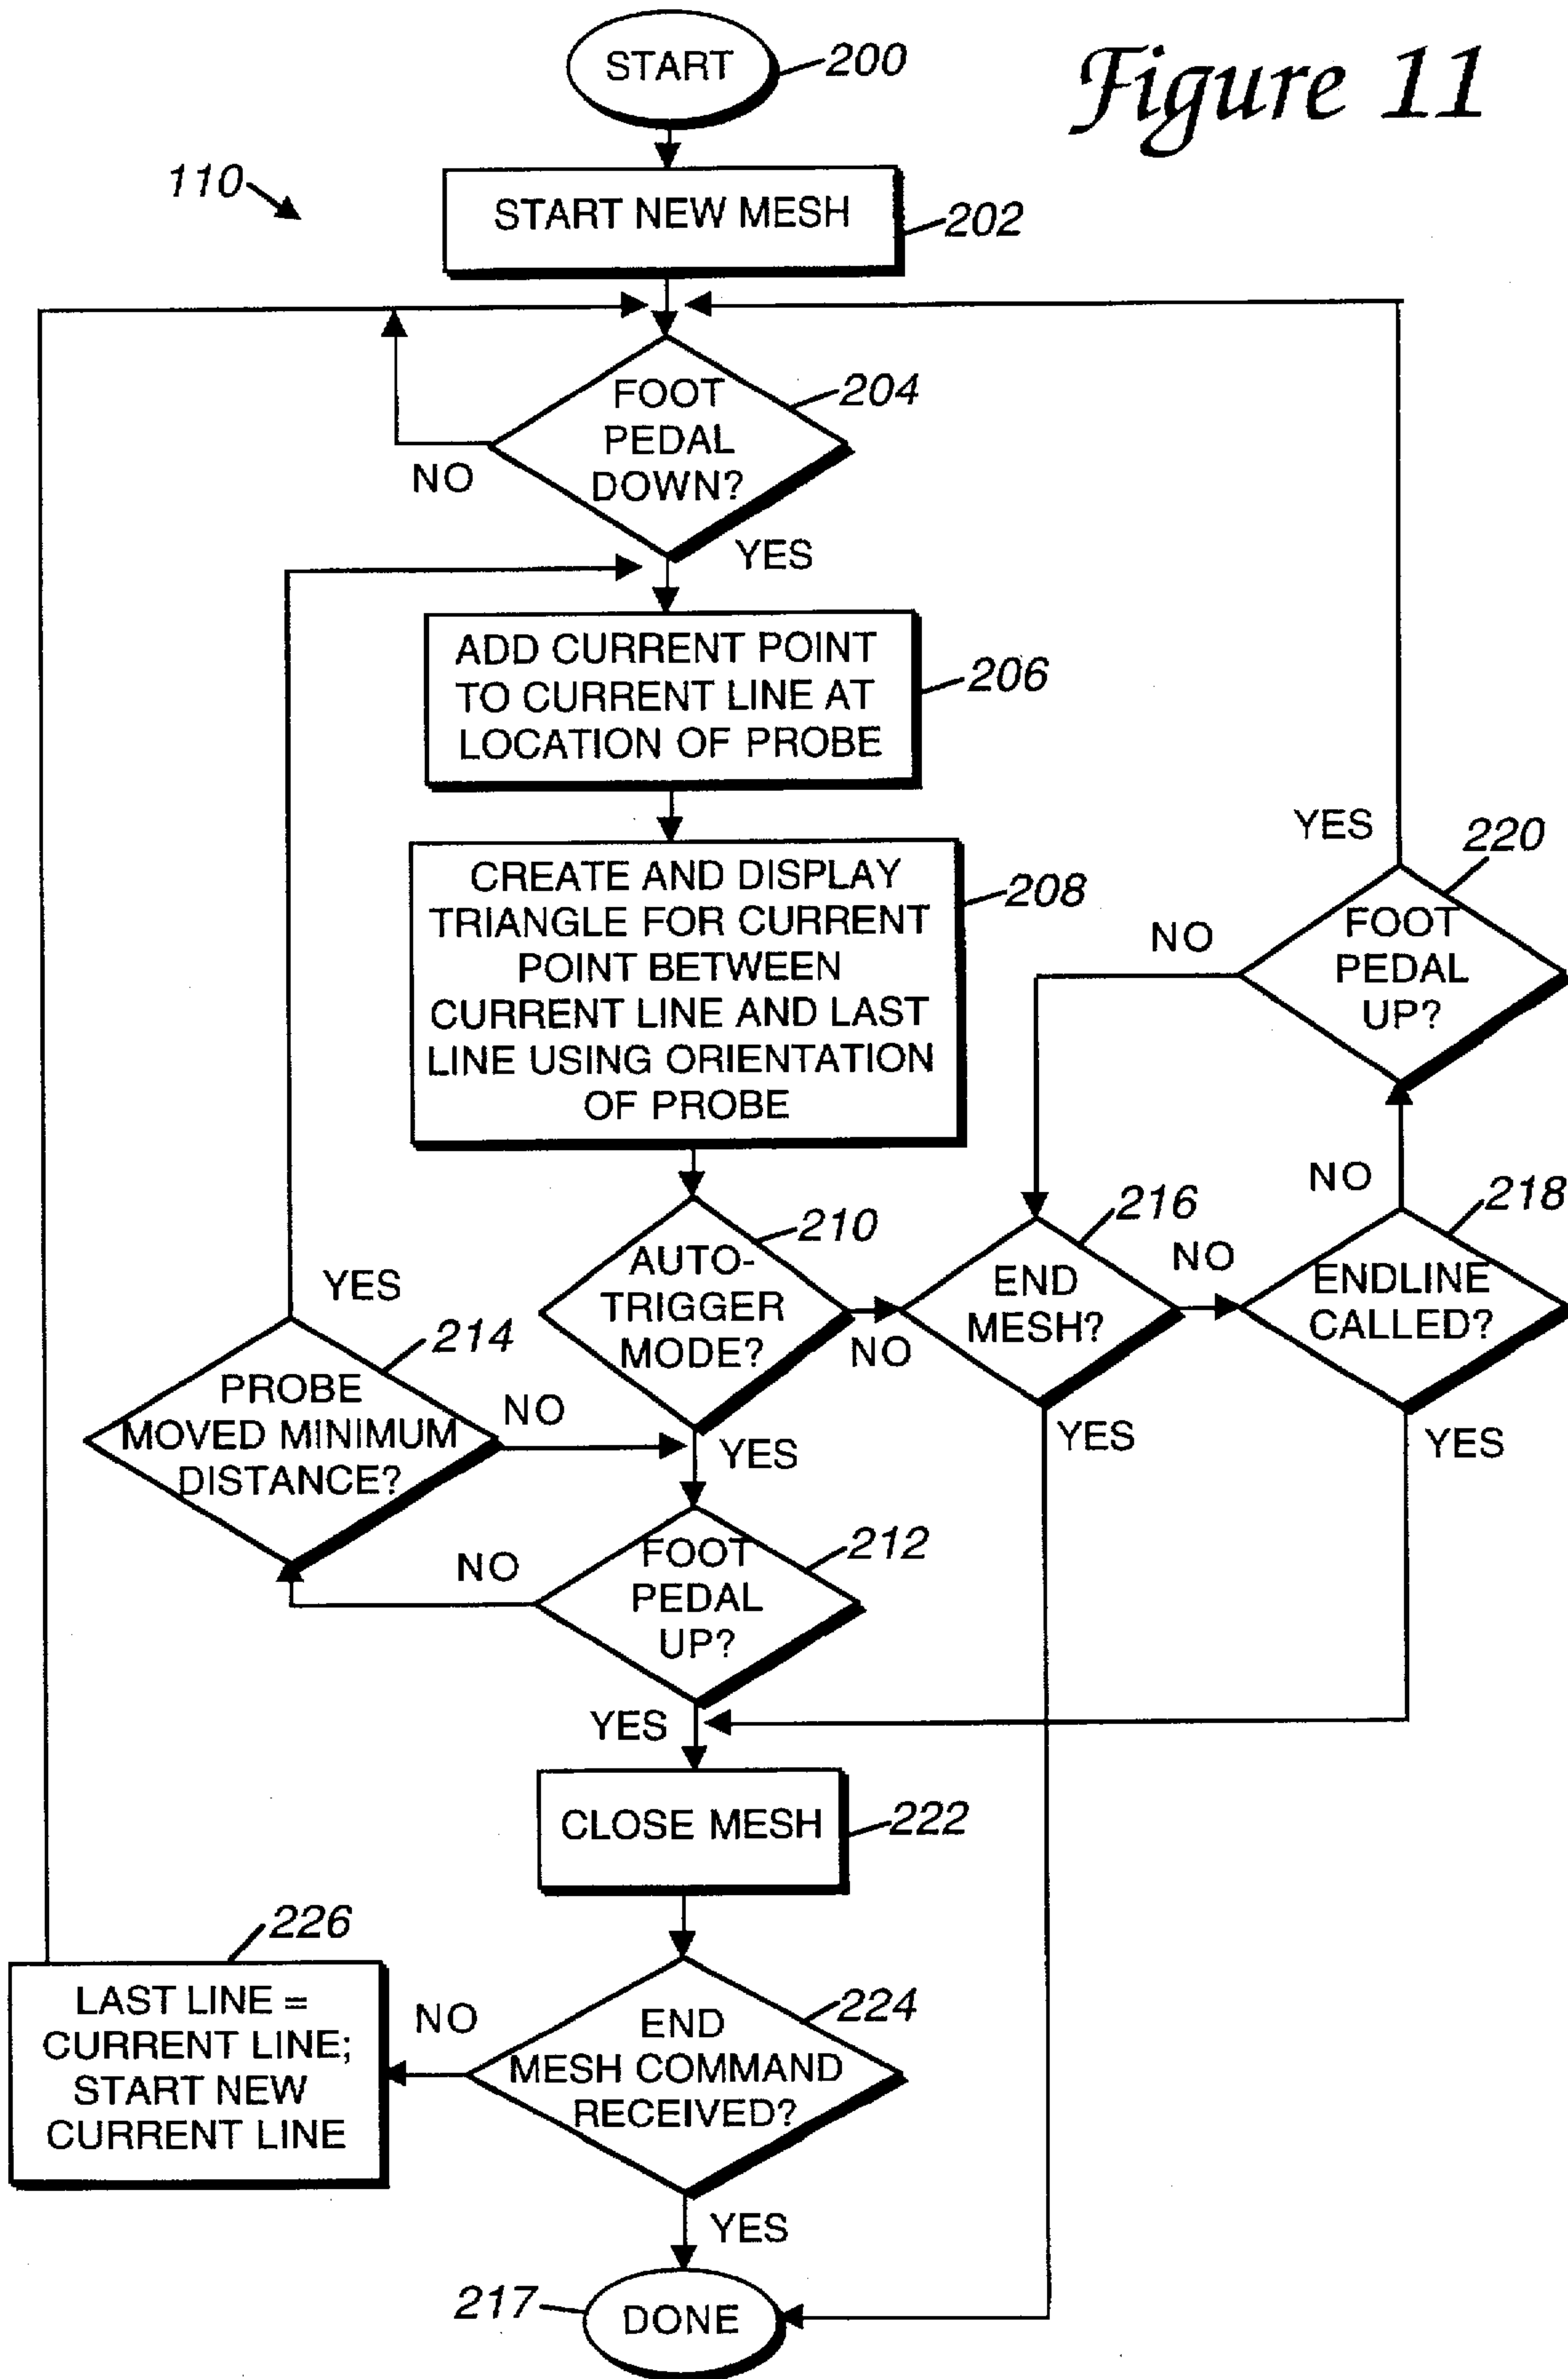 Figure 11
START
200
110
START NEW MESH
202
FOOT
PEDAL
DOWN?
204
NO
YES
ADD CURRENT POINT
TO CURRENT LINE AT
LOCATION OF PROBE
206
CREATE AND DISPLAY
TRIANGLE FOR CURRENT
POINT BETWEEN
CURRENT LINE AND LAST
LINE USING ORIENTATION
OF PROBE
208
YES
220
FOOT
PEDAL
UP?
NO
AUTO-
TRIGGER
MODE?
210
NO
YES
END
MESH?
216
NO
YES
ENDLINE
CALLED?
218
NO
YES
YES
214
PROBE
MOVED MINIMUM
DISTANCE?
NO
FOOT
PEDAL
UP?
212
NO
YES
CLOSE MESH
222
226
LAST LINE =
CURRENT LINE;
START NEW
CURRENT LINE
NO
END
MESH COMMAND
RECEIVED?
224
YES
217
DONE